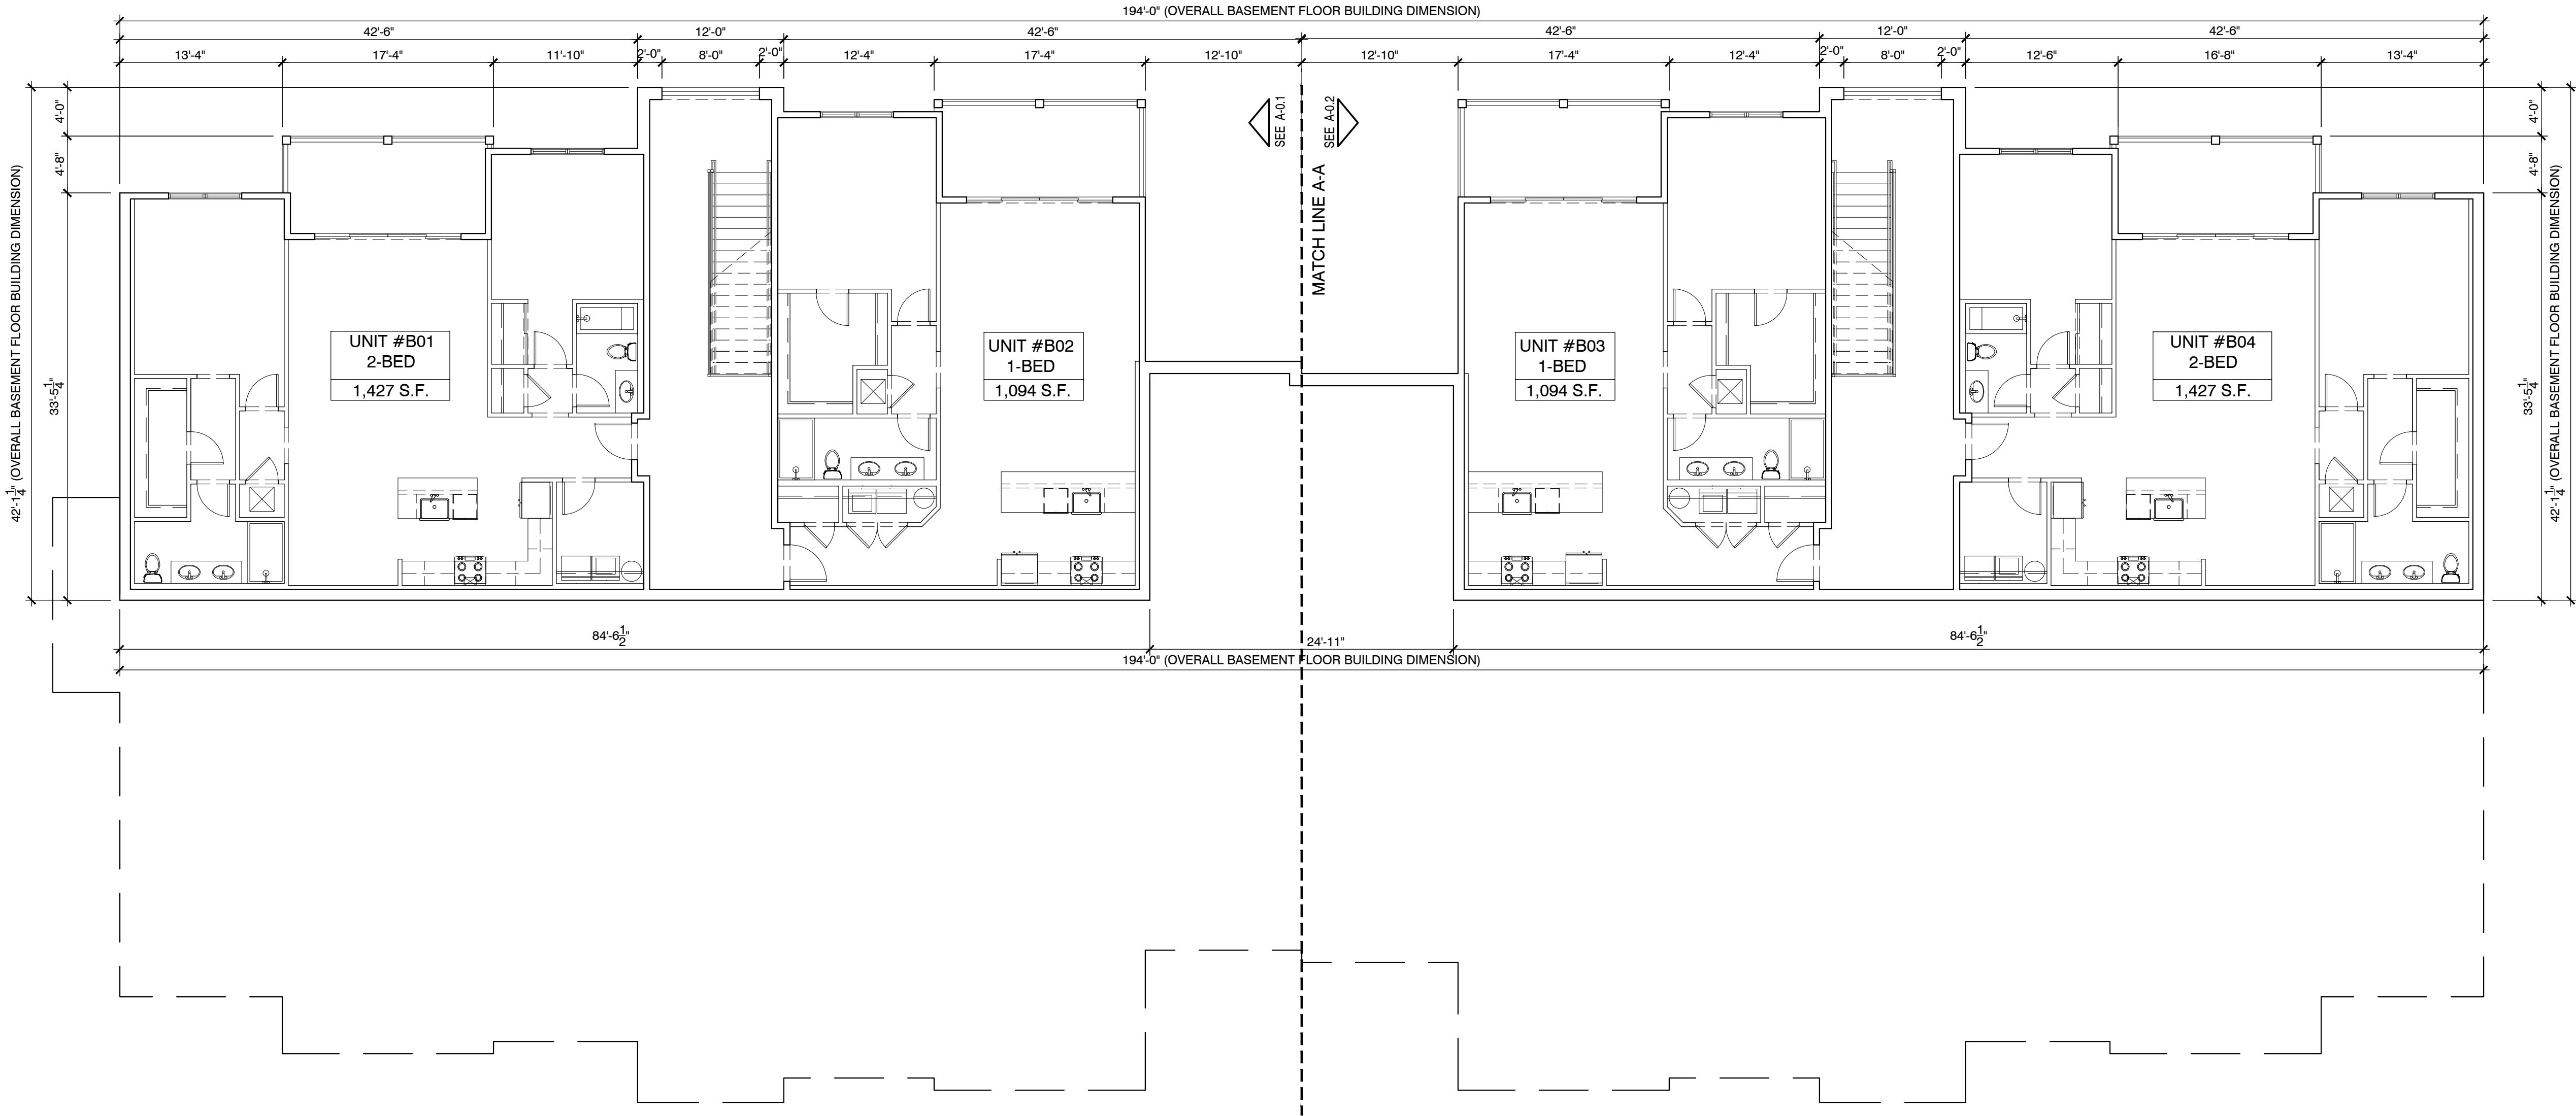 194'-0" (OVERALL BASEMENT FLOOR BUILDING DIMENSION)
42'-6" 12'-0" 42'-6" 42'-6" 12'-0" 42'-6"
13'-4" 17'-4" 11'-10" 2'-0" 8'-0" 2'-0" 12'-4" 17'-4" 12'-10" 12'-10" 17'-4" 12'-4" 2'-0" 8'-0" 2'-0" 12'-6" 16'-8" 13'-4"
42'-1 1/4" (OVERALL BASEMENT FLOOR BUILDING DIMENSION)
4'-0"
4'-8"
33'-5 1/4"
SEE A-0.1
SEE A-0.2
MATCH LINE A-A
4'-0"
4'-8"
33'-5 1/4"
42'-1 1/4" (OVERALL BASEMENT FLOOR BUILDING DIMENSION)
UNIT #B01
2-BED
1,427 S.F.
UNIT #B02
1-BED
1,094 S.F.
UNIT #B03
1-BED
1,094 S.F.
UNIT #B04
2-BED
1,427 S.F.
84'-6 1/2" 24'-11" 84'-6 1/2"
194'-0" (OVERALL BASEMENT FLOOR BUILDING DIMENSION)